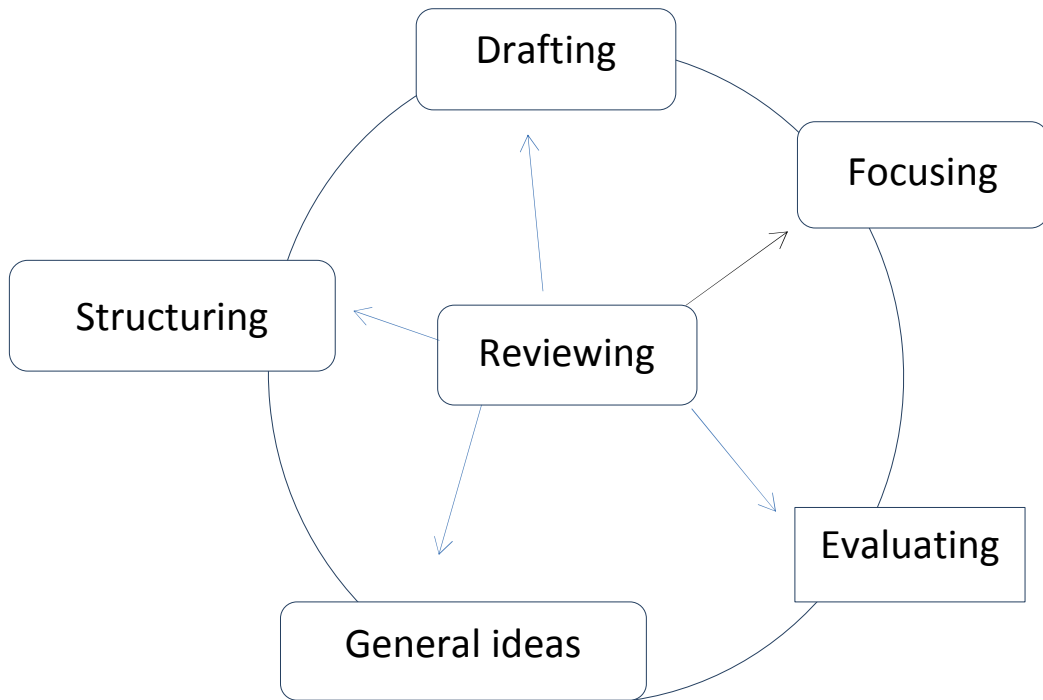 Drafting
Focusing
Structuring
Reviewing
Evaluating
General ideas